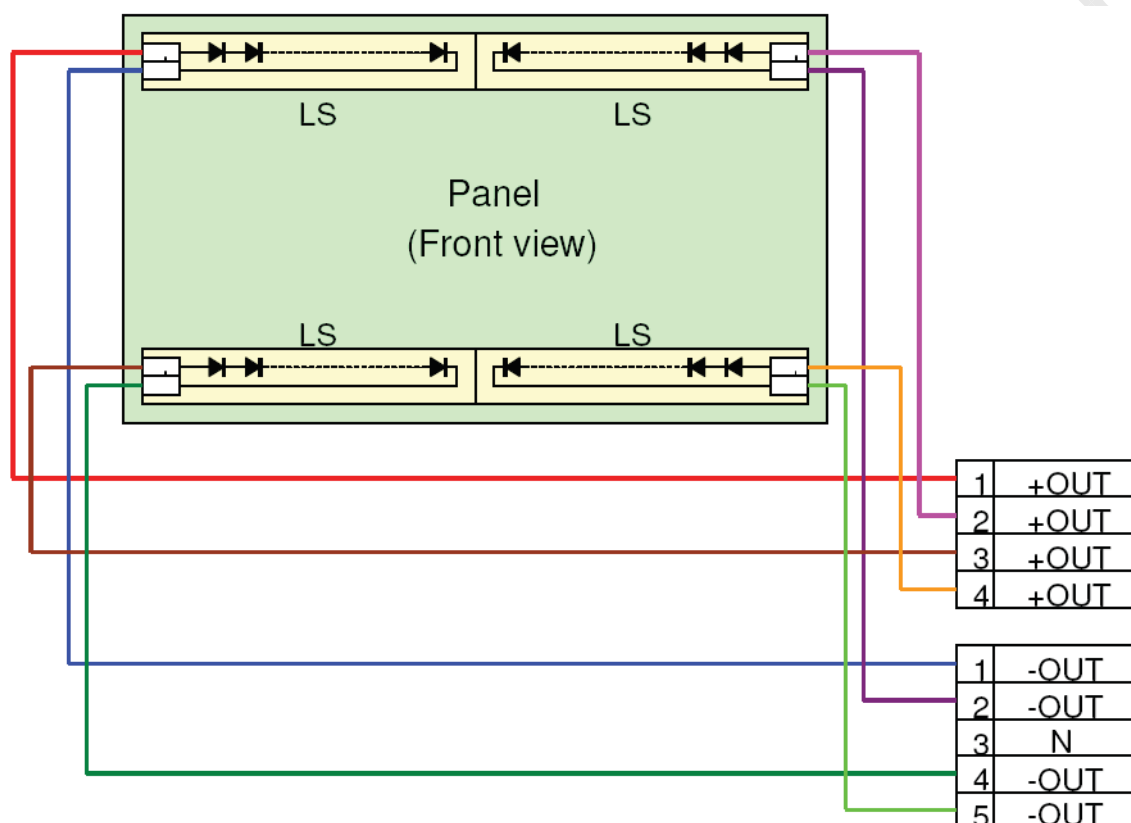 LS LS
Panel
(Front view)
LS LS
1 +OUT
2 +OUT
3 +OUT
4 +OUT
1 -OUT
2 -OUT
3 N
4 -OUT
5 -OUT